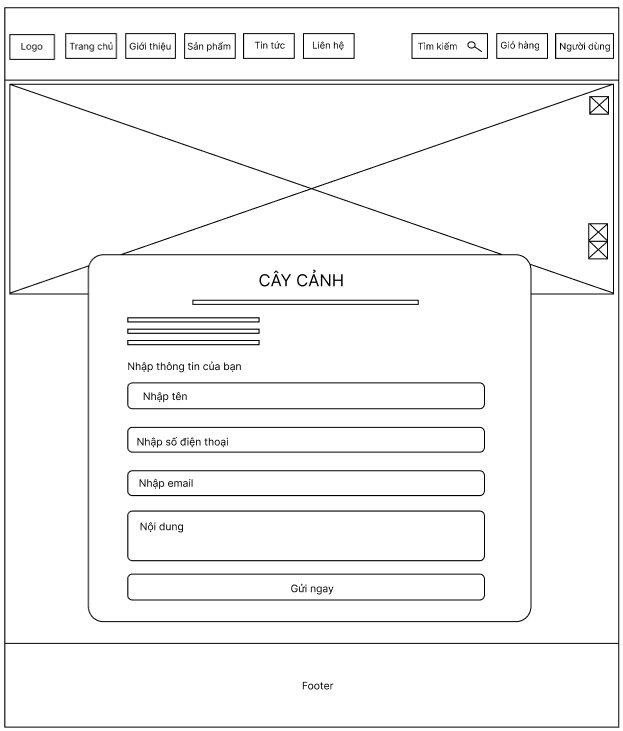 Logo
Trang chủ
Giới thiệu
Sản phẩm
Tin tức
Liên hệ
Tìm kiếm
Giỏ hàng
Người dùng
CÂY CẢNH
Nhập thông tin của bạn
Nhập tên
Nhập số điện thoại
Nhập email
Nội dung
Gửi ngay
Footer